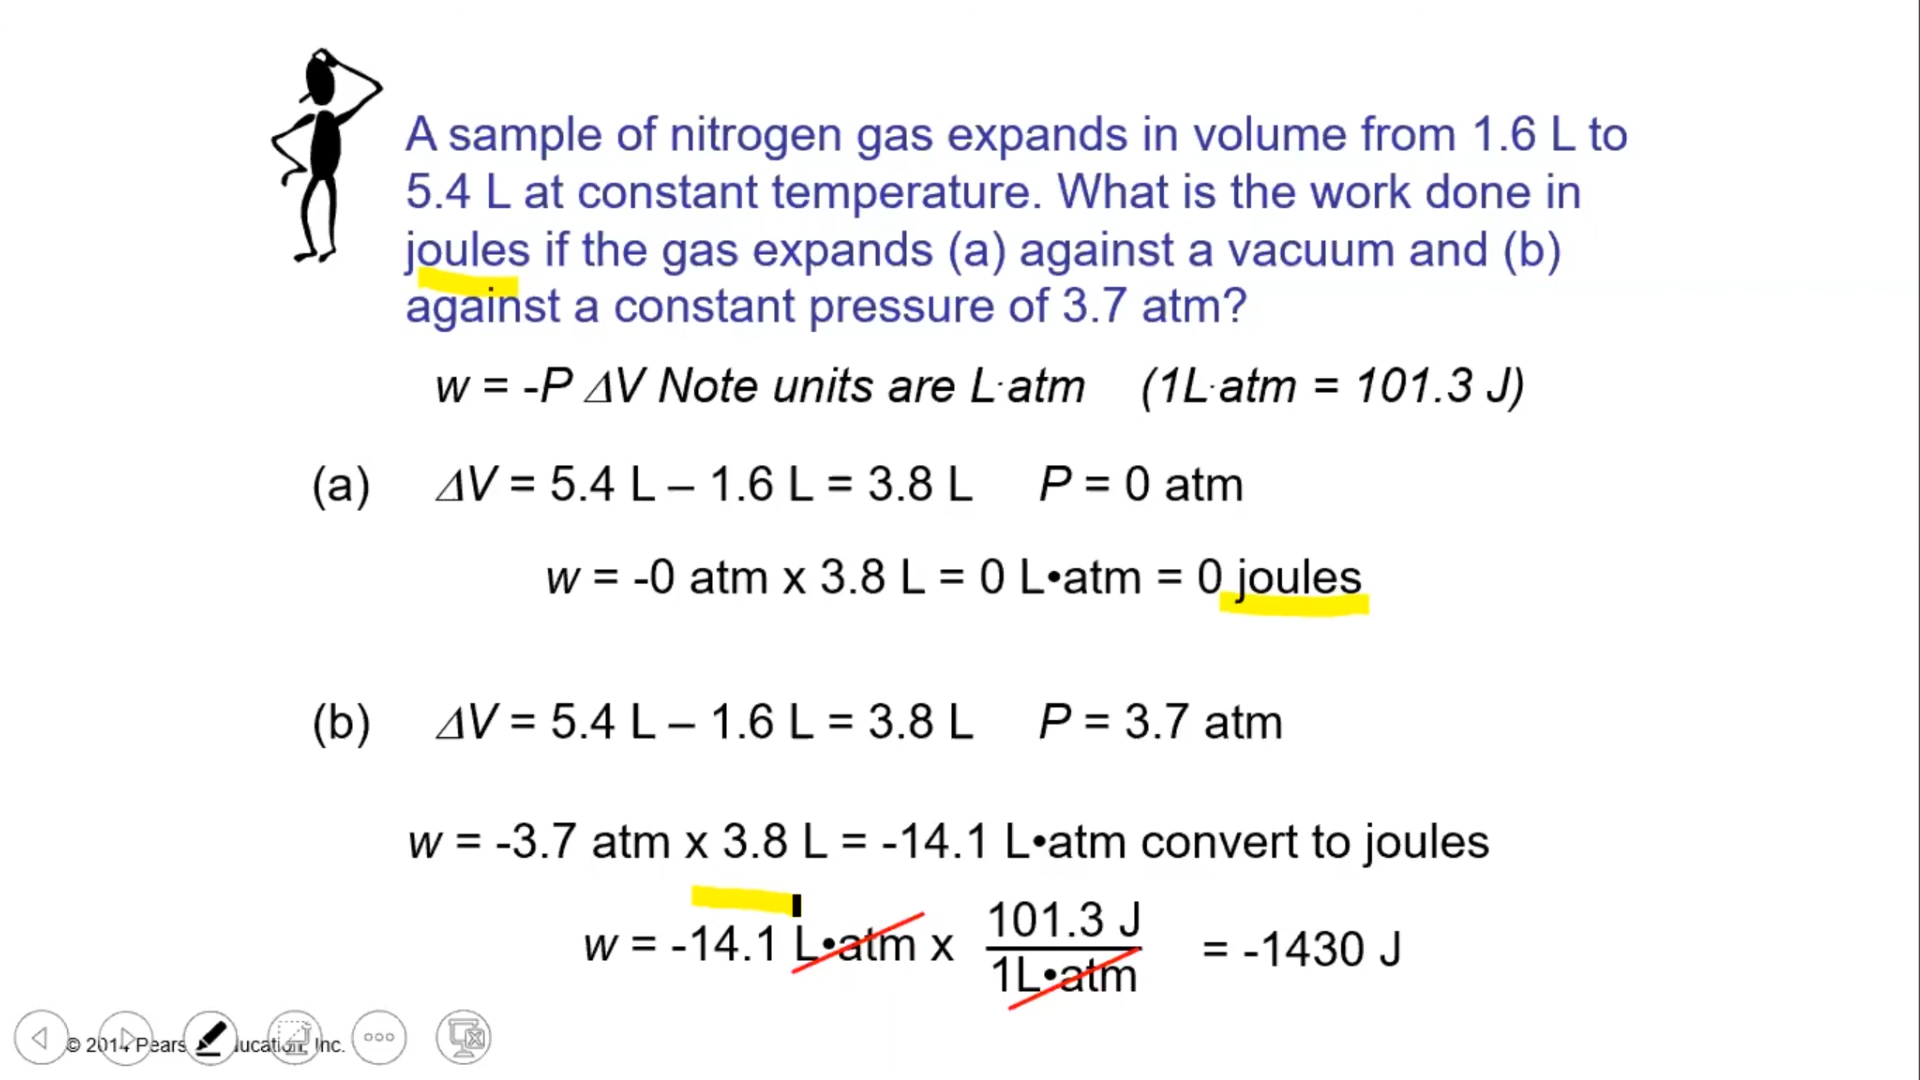 A sample of nitrogen gas expands in volume from 1.6 L to
5.4 L at constant temperature. What is the work done in
joules if the gas expands (a) against a vacuum and (b)
against a constant pressure of 3.7 atm?
w = -P ΔV Note units are L·atm (1L·atm = 101.3 J)
(a) ΔV = 5.4 L – 1.6 L = 3.8 L P = 0 atm
w = -0 atm x 3.8 L = 0 L•atm = 0 joules
(b) ΔV = 5.4 L – 1.6 L = 3.8 L P = 3.7 atm
w = -3.7 atm x 3.8 L = -14.1 L•atm convert to joules
w = -14.1 L•atm x 101.3 J / 1L•atm = -1430 J
© 2014 Inc.